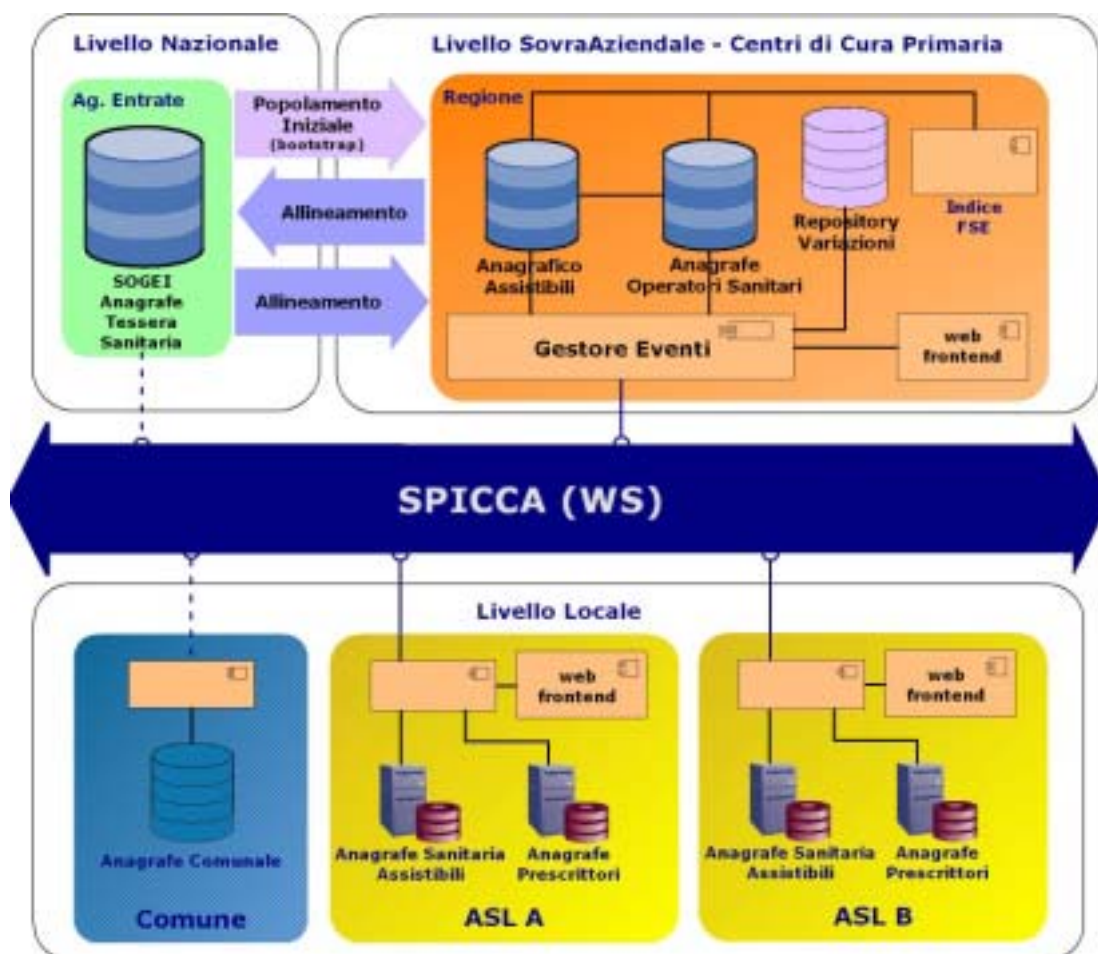 Livello Nazionale
Ag. Entrate
SOGEI
Anagrafe
Tessera
Sanitaria
Popolamento
Iniziale
(bootstrap)
Allineamento
Allineamento
Livello SovraAziendale - Centri di Cura Primaria
Regione
Anagrafico
Assistibili
Anagrafe
Operatori Sanitari
Repository
Variazioni
Indice
FSE
Gestore Eventi
web
frontend
SPICCA (WS)
Livello Locale
Anagrafe Comunale
Comune
web
frontend
Anagrafe Sanitaria
Assistibili
Anagrafe
Prescrittori
ASL A
web
frontend
Anagrafe Sanitaria
Assistibili
Anagrafe
Prescrittori
ASL B